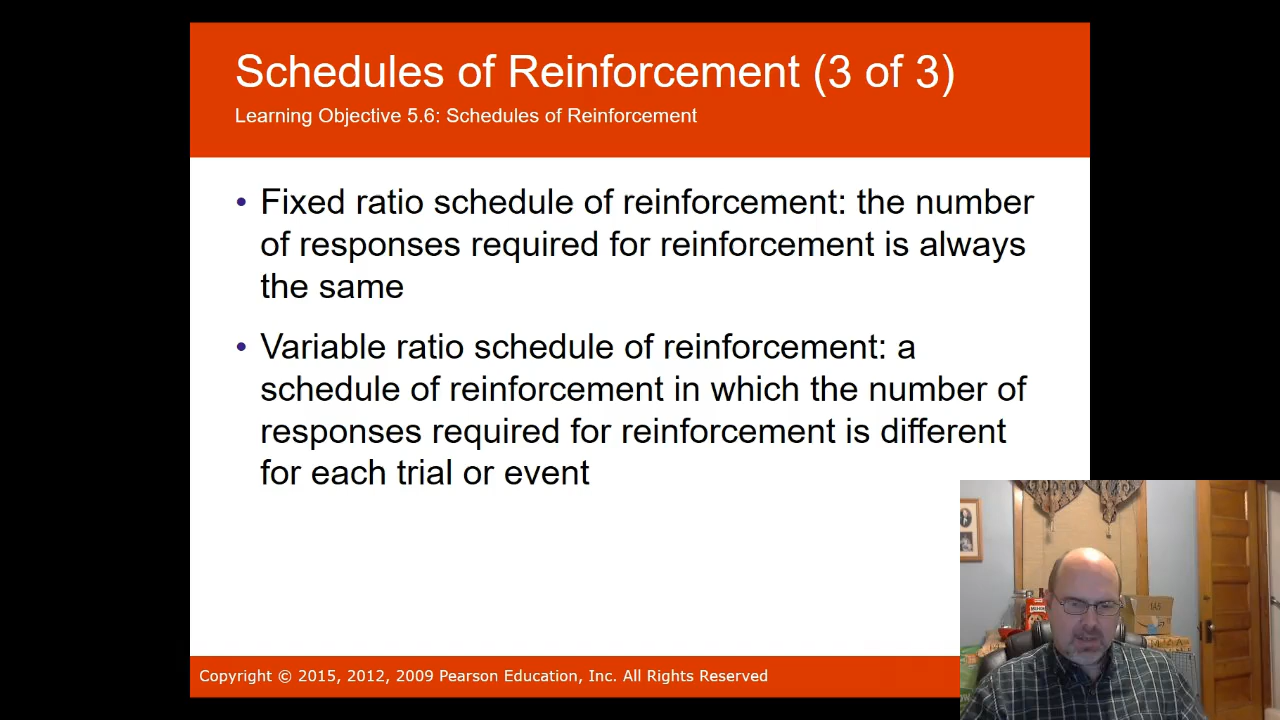 Schedules of Reinforcement (3 of 3)
Learning Objective 5.6: Schedules of Reinforcement
• Fixed ratio schedule of reinforcement: the number
of responses required for reinforcement is always
the same
• Variable ratio schedule of reinforcement: a
schedule of reinforcement in which the number of
responses required for reinforcement is different
for each trial or event
Copyright © 2015, 2012, 2009 Pearson Education, Inc. All Rights Reserved